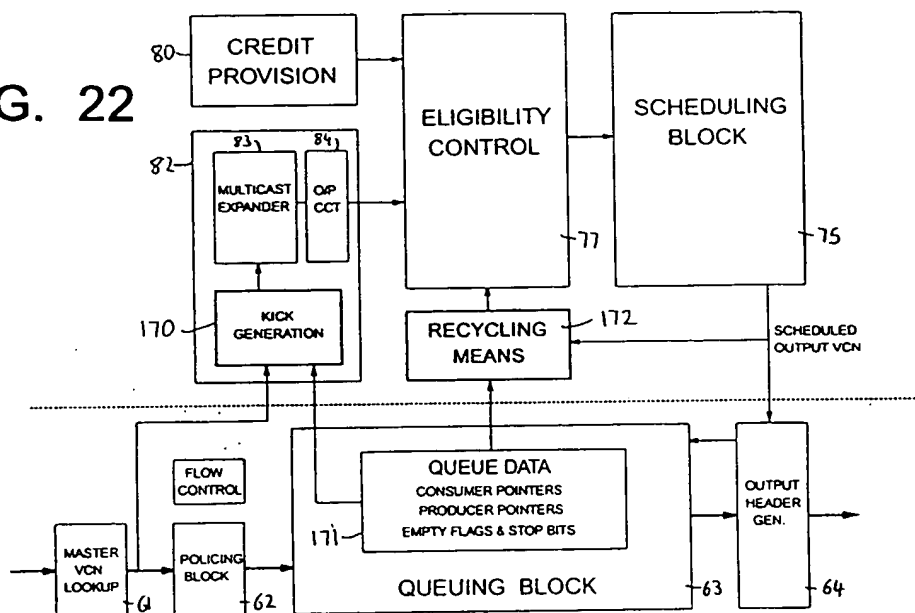 G. 22
80
CREDIT
PROVISION
82
83
84
MULTICAST
EXPANDER
O/P
CCT
170
KICK
GENERATION
ELIGIBILITY
CONTROL
77
SCHEDULING
BLOCK
75
RECYCLING
MEANS
172
SCHEDULED
OUTPUT VCN
FLOW
CONTROL
MASTER
VCN
LOOKUP
61
POLICING
BLOCK
62
QUEUE DATA
CONSUMER POINTERS
PRODUCER POINTERS
EMPTY FLAGS & STOP BITS
171
QUEUING BLOCK
63
OUTPUT
HEADER
GEN.
64